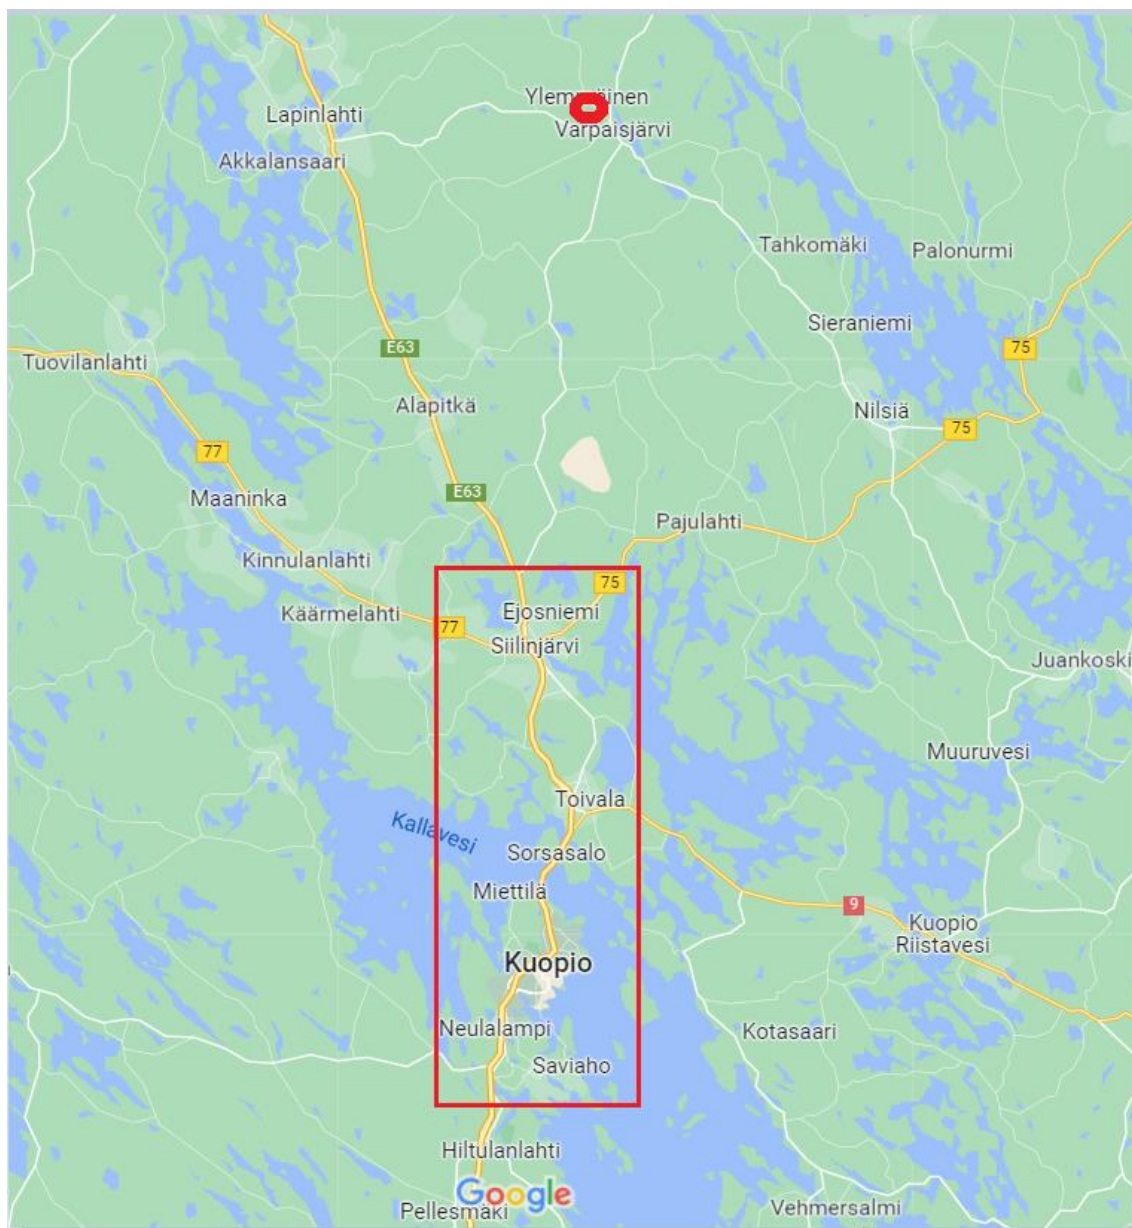 Ylemmäinen
Lapinlahti
Varpaisjärvi
Akkalansaari
Tahkomäki
Palonurmi
Sieraniemi
E63
75
Tuovilanlahti
Alapitkä
Nilsiä
75
77
E63
Maaninka
Pajulahti
Kinnulanlahti
75
Käärmelahti
Ejosniemi
77
Siilinjärvi
Juankoski
Muuruvesi
Toivala
Kallavesi
Sorsasalo
Miettilä
9
Kuopio
Riistavesi
Kuopio
Neulalampi
Kotasaari
Saviaho
Hiltulanlahti
Google
Pellesmäki
Vehmersalmi